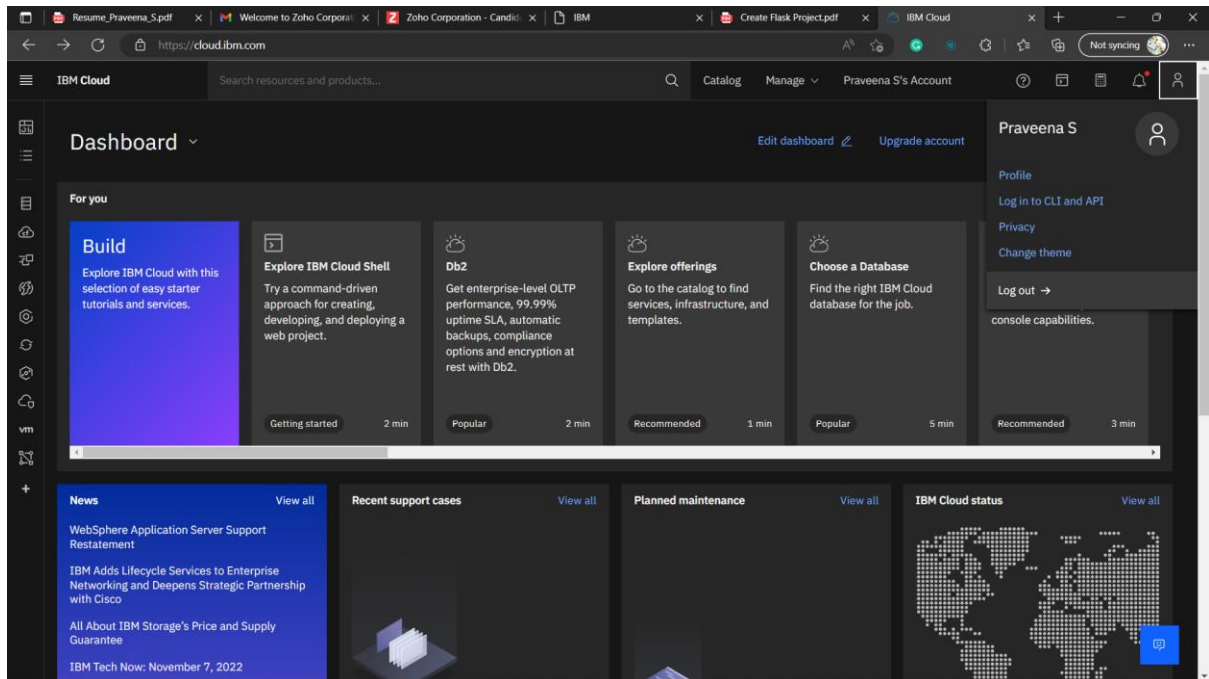 Resume_Praveena_S.pdf
Welcome to Zoho Corporati
Zoho Corporation - Candid
IBM
Create Flask Project.pdf
IBM Cloud
Not syncing
https://cloud.ibm.com
IBM Cloud
Search resources and products...
Catalog
Manage
Praveena S's Account
Dashboard
Edit dashboard
Upgrade account
Praveena S
Profile
Log in to CLI and API
Privacy
Change theme
Log out →
For you
Build
Explore IBM Cloud with this
selection of easy starter
tutorials and services.
Explore IBM Cloud Shell
Try a command-driven
approach for creating,
developing, and deploying a
web project.
Getting started
2 min
Db2
Get enterprise-level OLTP
performance, 99.99%
uptime SLA, automatic
backups, compliance
options and encryption at
rest with Db2.
Popular
2 min
Explore offerings
Go to the catalog to find
services, infrastructure, and
templates.
Recommended
1 min
Choose a Database
Find the right IBM Cloud
database for the job.
Popular
5 min
console capabilities.
Recommended
3 min
vm
News
View all
WebSphere Application Server Support
Restatement
IBM Adds Lifecycle Services to Enterprise
Networking and Deepens Strategic Partnership
with Cisco
All About IBM Storage's Price and Supply
Guarantee
IBM Tech Now: November 7, 2022
Recent support cases
View all
Planned maintenance
View all
IBM Cloud status
View all